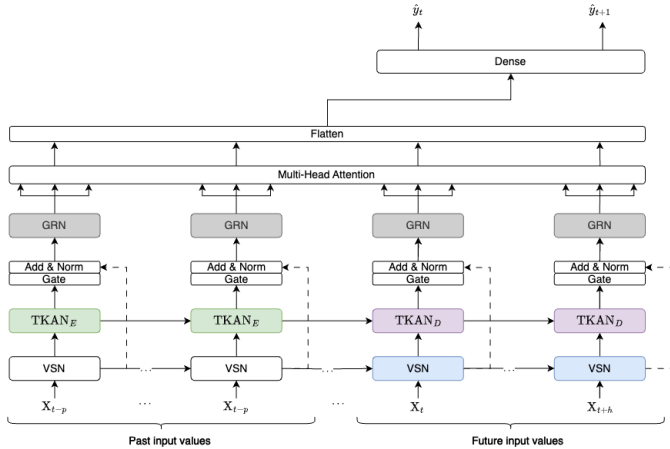 ŷₜ ŷₜ₊₁
Dense
Flatten
Multi-Head Attention
GRN GRN GRN GRN
Add & Norm Add & Norm Add & Norm Add & Norm
Gate Gate Gate Gate
TKAN_E TKAN_E TKAN_D TKAN_D
VSN ... VSN ... VSN ... VSN
X_{t-p} ... X_{t-p} ... X_t X_{t+h}
Past input values Future input values